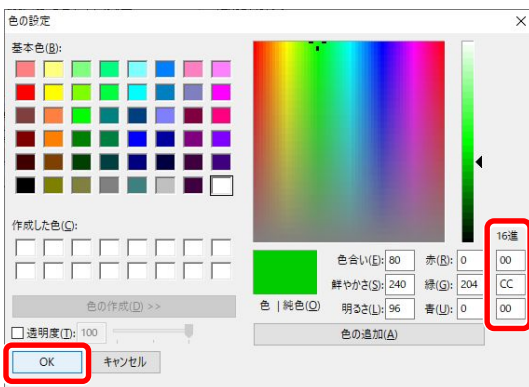 色の設定
基本色(B):
作成した色(C):
色の作成(D) >>
透明度(T): 100
OK キャンセル
16進
色合い(E): 80 赤(R): 0 00
鮮やかさ(S): 240 緑(G): 204 CC
色 | 純色(O) 明るさ(L): 96 青(U): 0 00
色の追加(A)